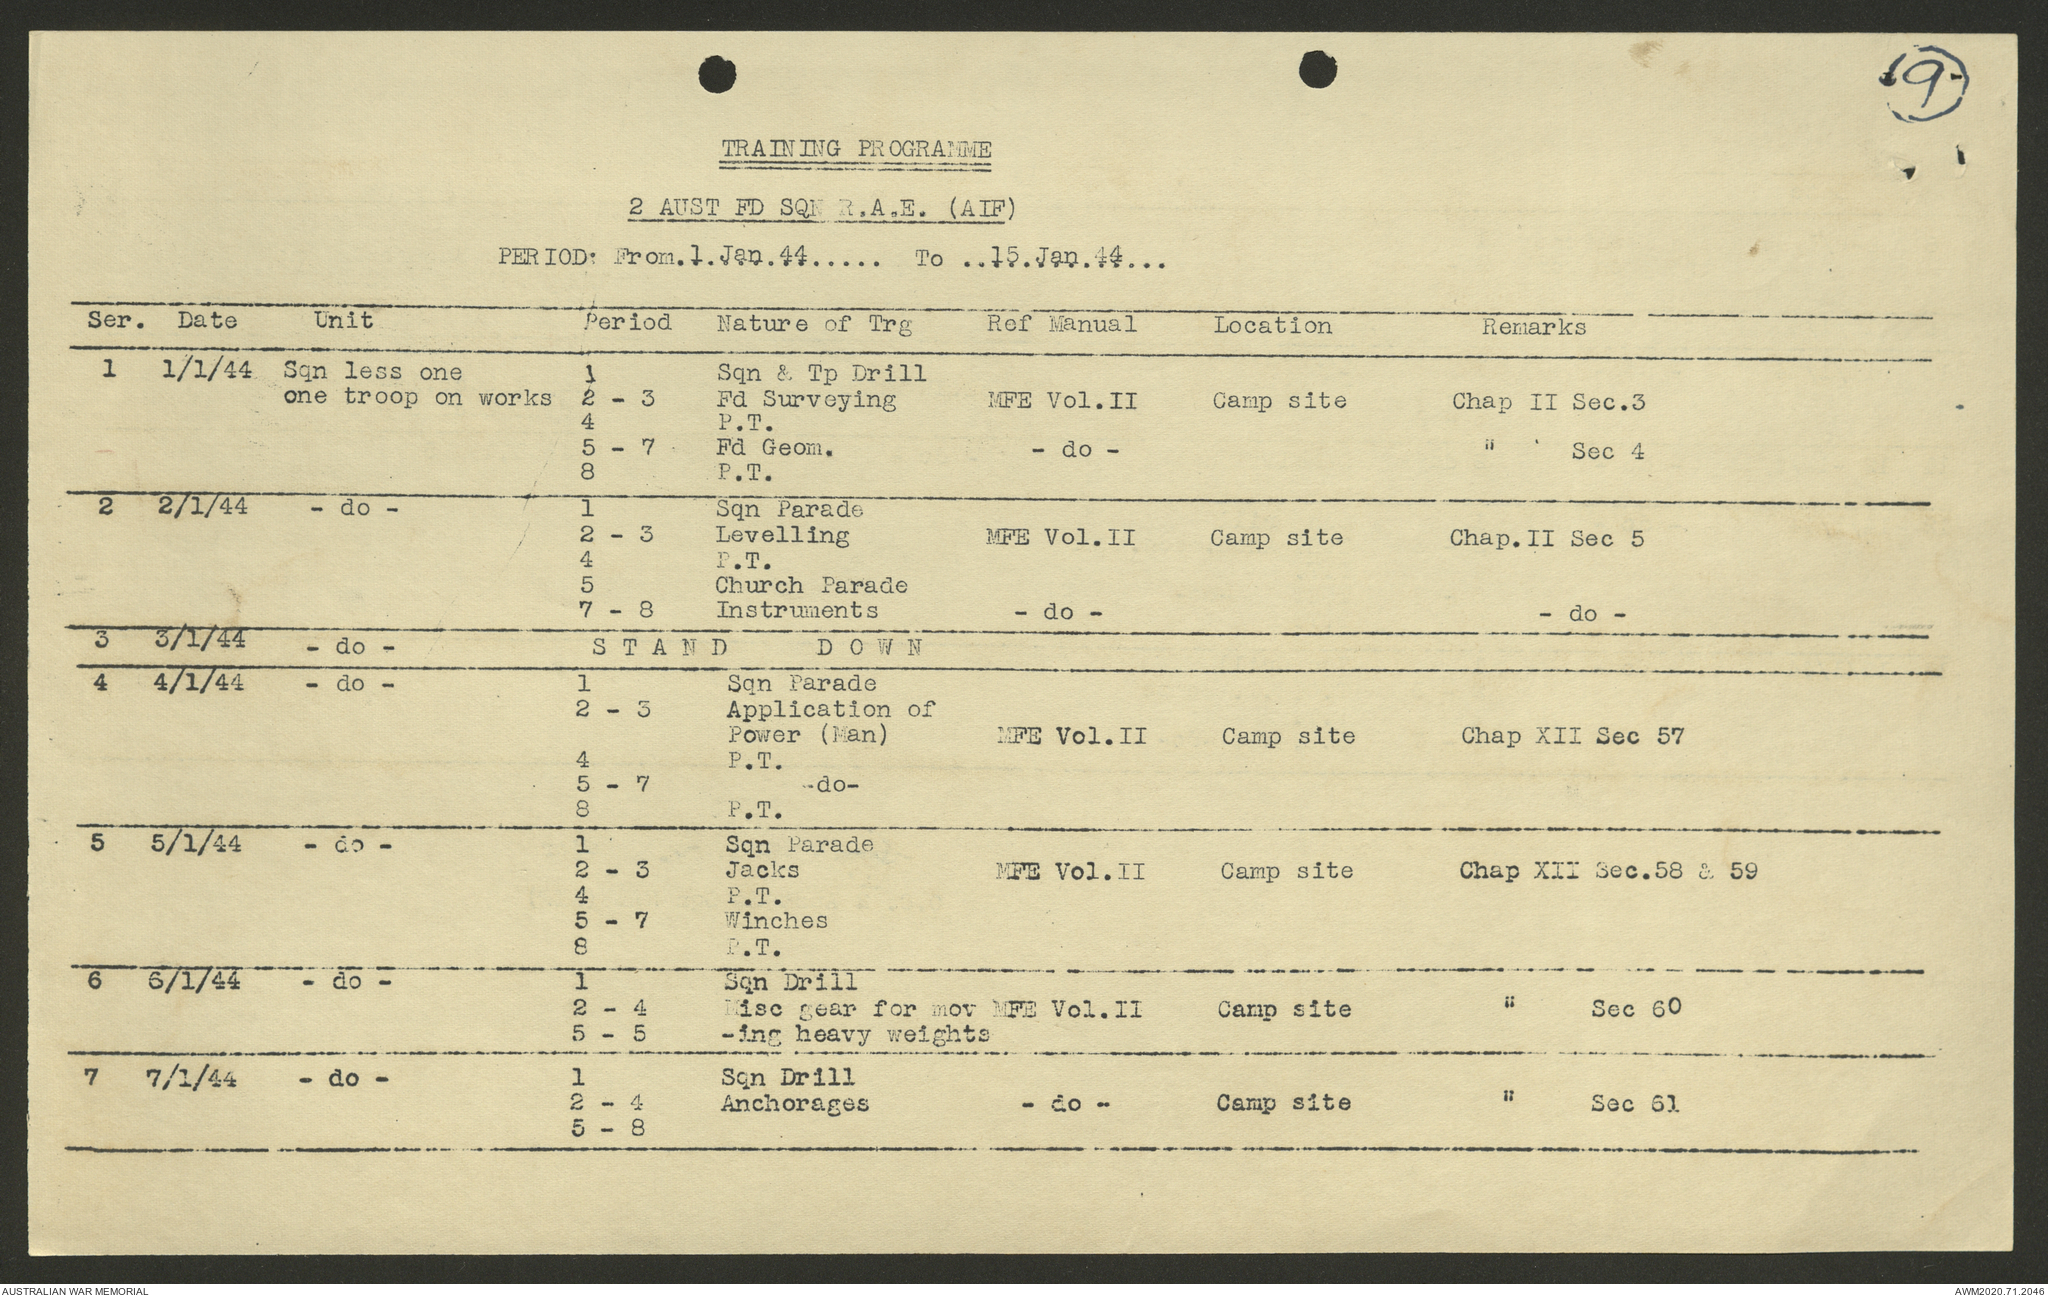 9
TRAINING PROGRAMME
2 AUST FD SQN R.A.E. (AIF)
PERIOD: From.1.Jan.44..... To ..15.Jan.44...
Ser. Date Unit Period Nature of Trg Ref Manual Location Remarks
1 1/1/44 Sqn less one 1 Sqn & Tp Drill
one troop on works 2 - 3 Fd Surveying MFE Vol.II Camp site Chap II Sec.3
4 P.T.
5 - 7 Fd Geom. - do - " Sec 4
8 P.T.
2 2/1/44 - do - 1 Sqn Parade
2 - 3 Levelling MFE Vol.II Camp site Chap.II Sec 5
4 P.T.
5 Church Parade
7 - 8 Instruments - do - - do -
3 3/1/44 - do - S T A N D D O W N
4 4/1/44 - do - 1 Sqn Parade
2 - 3 Application of
Power (Man) MFE Vol.II Camp site Chap XII Sec 57
4 P.T.
5 - 7 -do-
8 P.T.
5 5/1/44 - do - 1 Sqn Parade
2 - 3 Jacks MFE Vol.II Camp site Chap XII Sec.58 & 59
4 P.T.
5 - 7 Winches
8 P.T.
6 6/1/44 - do - 1 Sqn Drill
2 - 4 Misc gear for mov MFE Vol.II Camp site " Sec 60
5 - 5 -ing heavy weights
7 7/1/44 - do - 1 Sqn Drill
2 - 4 Anchorages - do - Camp site " Sec 61
5 - 8
AUSTRALIAN WAR MEMORIAL AWM2020.71.2046